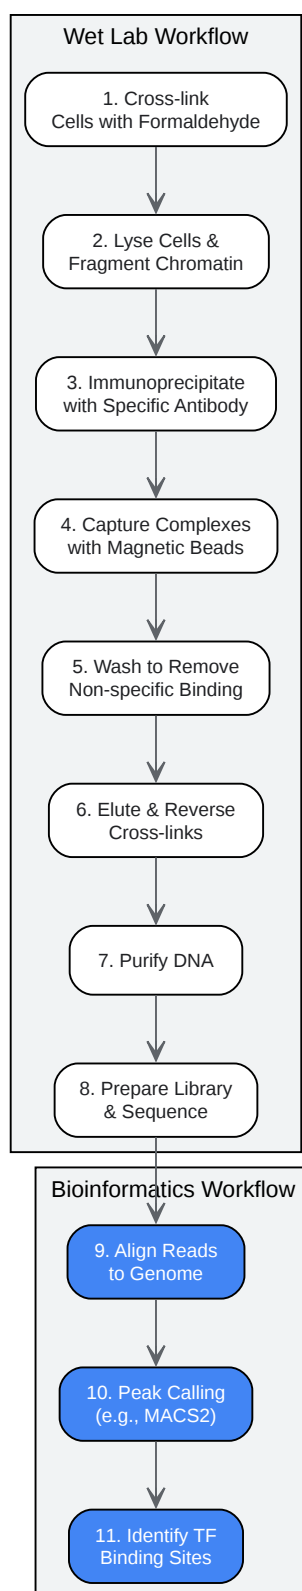 Wet Lab Workflow
1. Cross-link
Cells with Formaldehyde
2. Lyse Cells &
Fragment Chromatin
3. Immunoprecipitate
with Specific Antibody
4. Capture Complexes
with Magnetic Beads
5. Wash to Remove
Non-specific Binding
6. Elute & Reverse
Cross-links
7. Purify DNA
8. Prepare Library
& Sequence
Bioinformatics Workflow
9. Align Reads
to Genome
10. Peak Calling
(e.g., MACS2)
11. Identify TF
Binding Sites